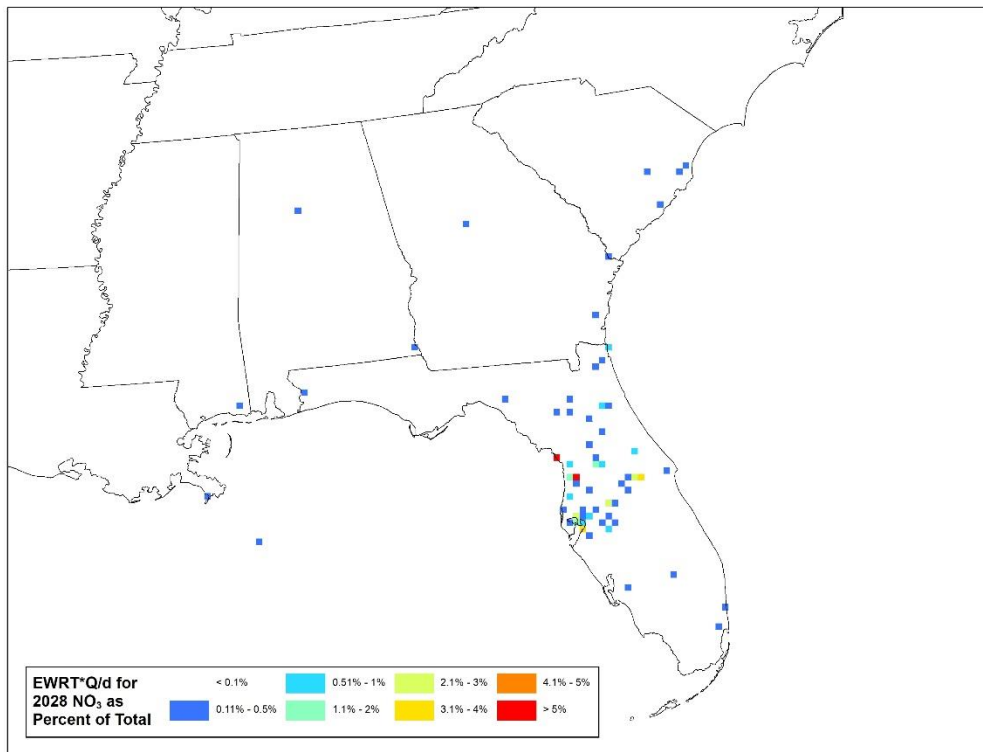 EWRT*Q/d for
2028 NO₃ as
Percent of Total
< 0.1%
0.51% - 1%
2.1% - 3%
4.1% - 5%
0.11% - 0.5%
1.1% - 2%
3.1% - 4%
> 5%